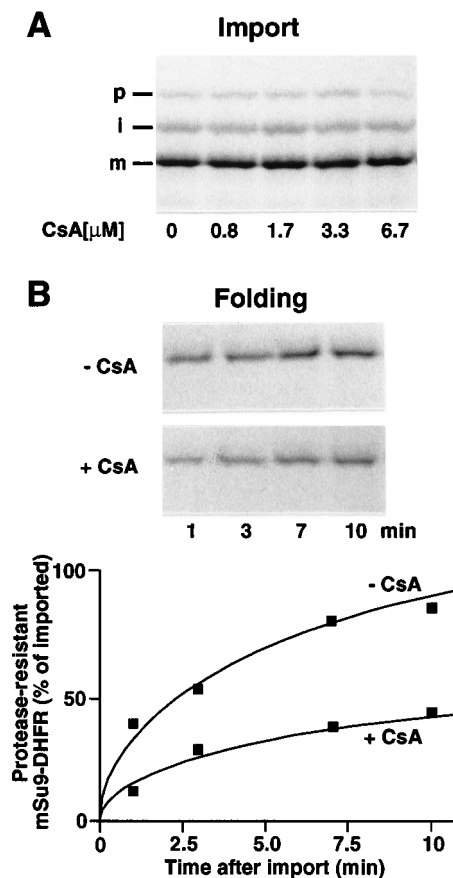 A Import
p
i
m
CsA[µM] 0 0.8 1.7 3.3 6.7
B Folding
- CsA
+ CsA
1 3 7 10 min
Protease-resistant
mSu9-DHFR (% of imported)
100
50
0
- CsA
+ CsA
0 2.5 5.0 7.5 10
Time after import (min)